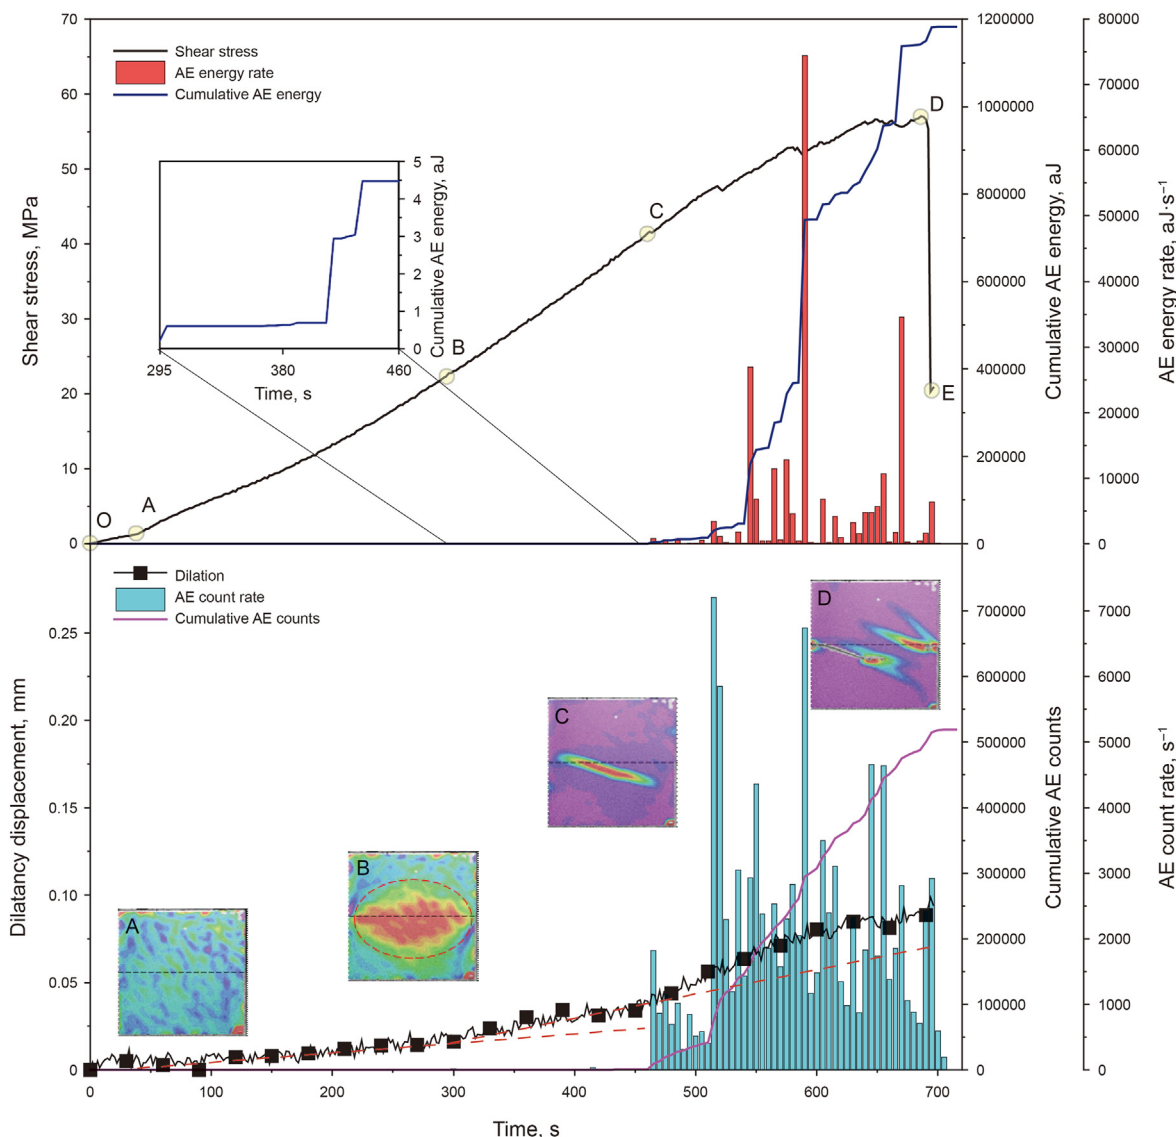 70
60
50
40
30
20
10
0
Shear stress, MPa
Shear stress
AE energy rate
Cumulative AE energy
5
4
3
2
1
0
Cumulative AE energy, aJ
295
380
460
Time, s
O
A
B
C
D
E
1200000
1000000
800000
600000
400000
200000
0
Cumulative AE energy, aJ
80000
70000
60000
50000
40000
30000
20000
10000
0
AE energy rate, aJ·s⁻¹
Dilation
AE count rate
Cumulative AE counts
0.25
0.20
0.15
0.10
0.05
0
Dilatancy displacement, mm
A
B
C
D
700000
600000
500000
400000
300000
200000
100000
0
Cumulative AE counts
7000
6000
5000
4000
3000
2000
1000
0
AE count rate, s⁻¹
0
100
200
300
400
500
600
700
Time, s